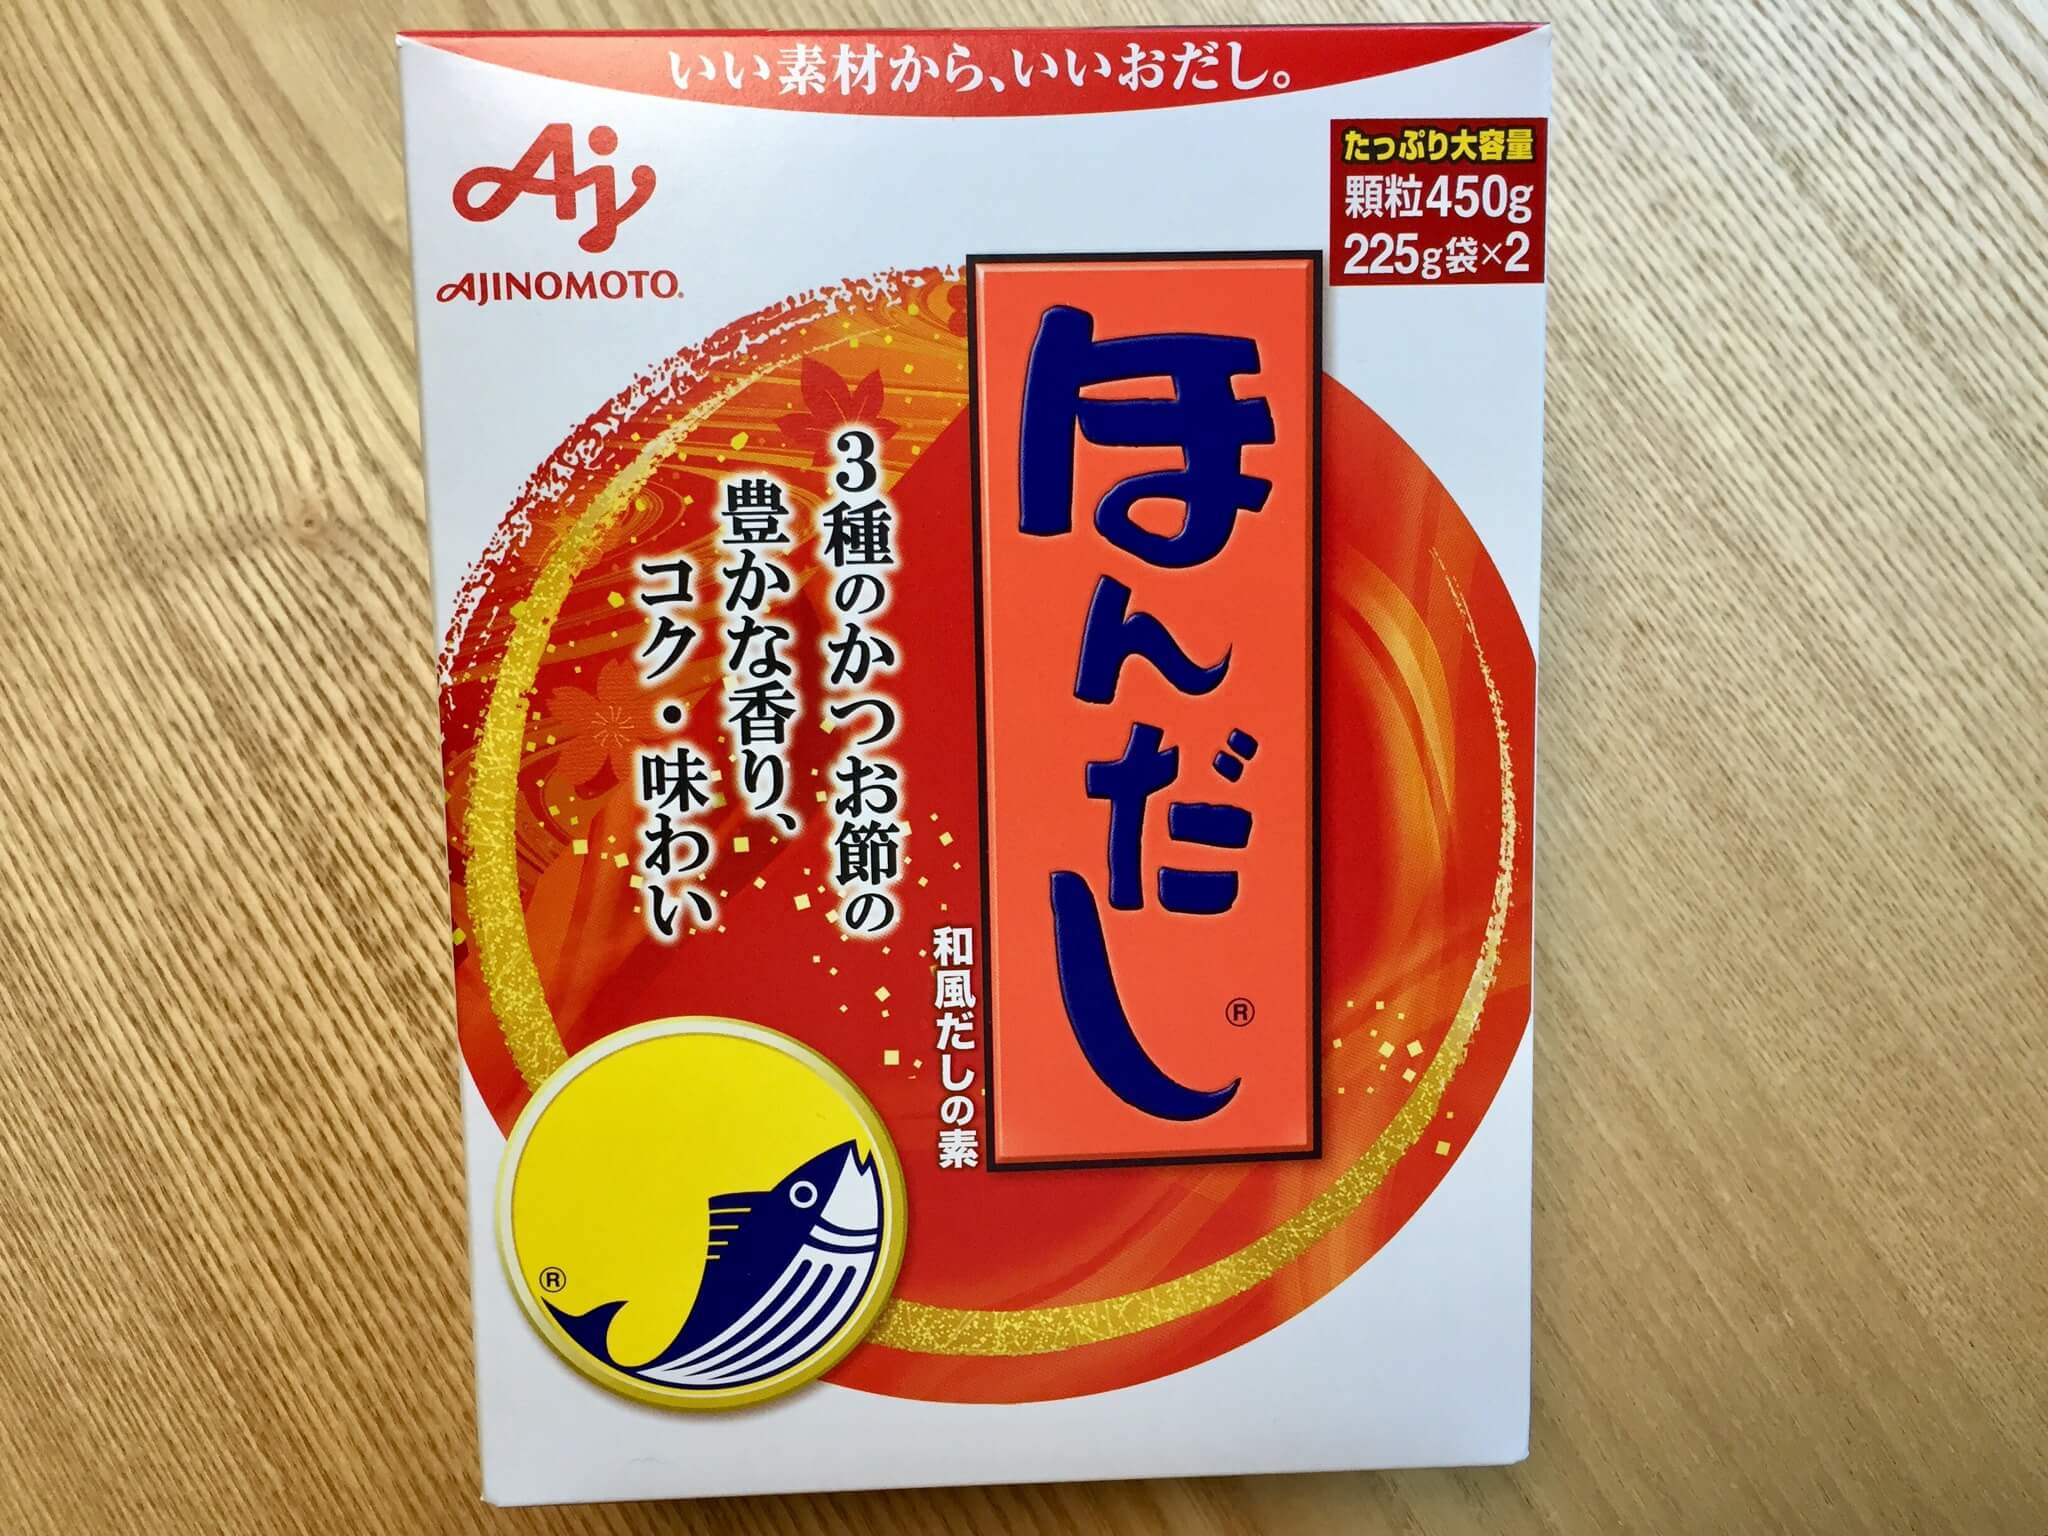 いい素材から、いいおだし。
Aj
AJINOMOTO®
たっぷり大容量
顆粒450g
225g袋×2
ほんだし®
和風だしの素
3種のかつお節の
豊かな香り、
コク・味わい
®